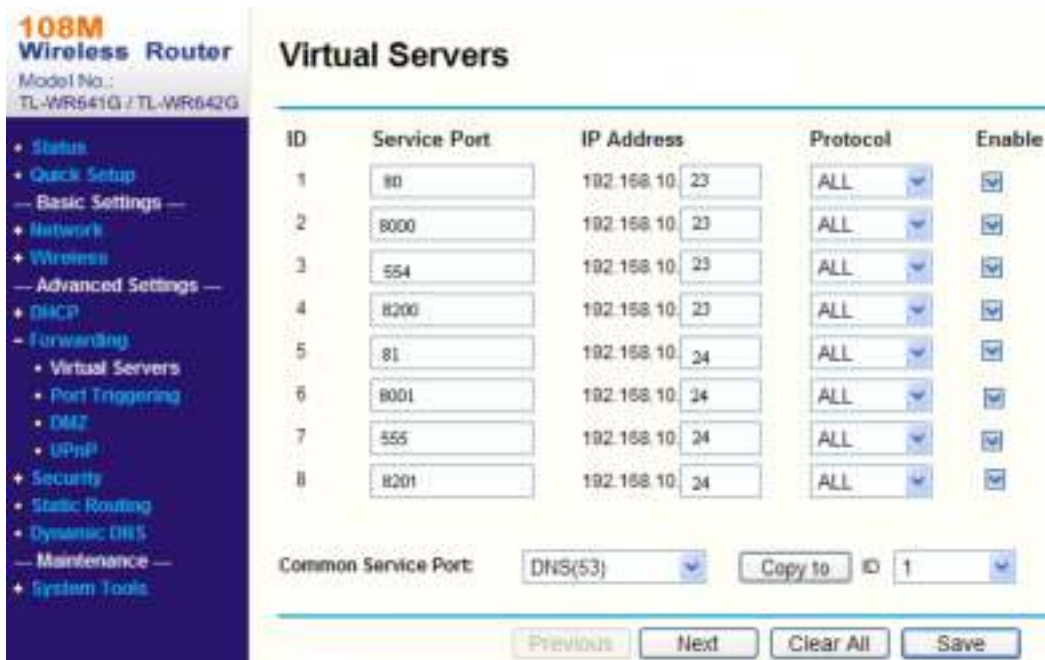 108M
Wireless Router
Model No.:
TL-WR641G / TL-WR642G
Status
Quick Setup
--- Basic Settings ---
Network
Wireless
--- Advanced Settings ---
DHCP
Forwarding
Virtual Servers
Port Triggering
DMZ
UPnP
Security
Static Routing
Dynamic DNS
--- Maintenance ---
System Tools
Virtual Servers
ID Service Port IP Address Protocol Enable
1 80 192.168.10. 23 ALL
2 8000 192.168.10. 23 ALL
3 554 192.168.10. 23 ALL
4 8200 192.168.10. 23 ALL
5 81 192.168.10. 24 ALL
6 8001 192.168.10. 24 ALL
7 555 192.168.10. 24 ALL
8 8201 192.168.10. 24 ALL
Common Service Port: DNS(53) Copy to ID 1
Previous Next Clear All Save